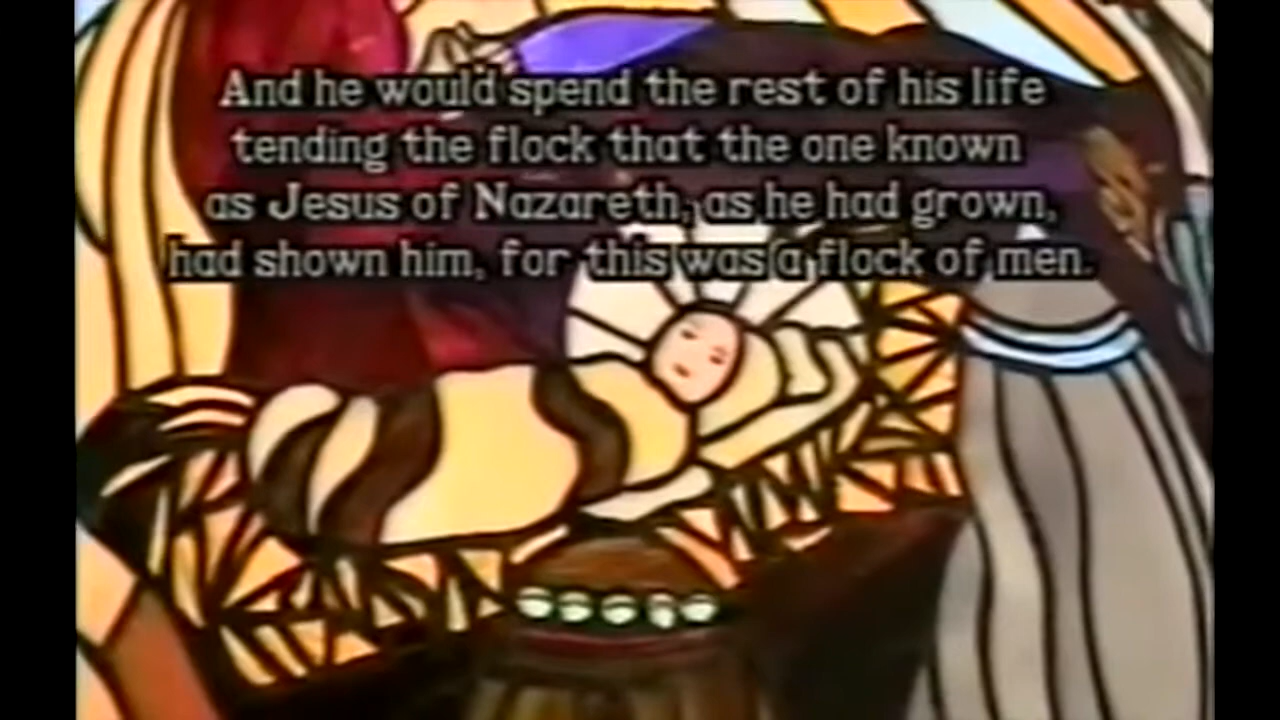 And he would spend the rest of his life
tending the flock that the one known
as Jesus of Nazareth, as he had grown,
had shown him, for this was a flock of men.